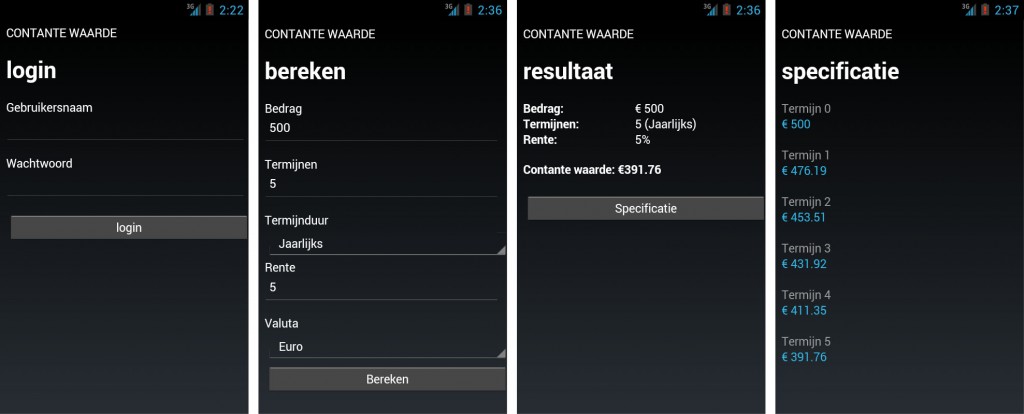 3G 2:22
CONTANTE WAARDE
login
Gebruikersnaam
Wachtwoord
login
3G 2:36
CONTANTE WAARDE
bereken
Bedrag
500
Termijnen
5
Termijnduur
Jaarlijks
Rente
5
Valuta
Euro
Bereken
3G 2:36
CONTANTE WAARDE
resultaat
Bedrag: € 500
Termijnen: 5 (Jaarlijks)
Rente: 5%
Contante waarde: €391.76
Specificatie
3G 2:37
CONTANTE WAARDE
specificatie
Termijn 0
€ 500
Termijn 1
€ 476.19
Termijn 2
€ 453.51
Termijn 3
€ 431.92
Termijn 4
€ 411.35
Termijn 5
€ 391.76